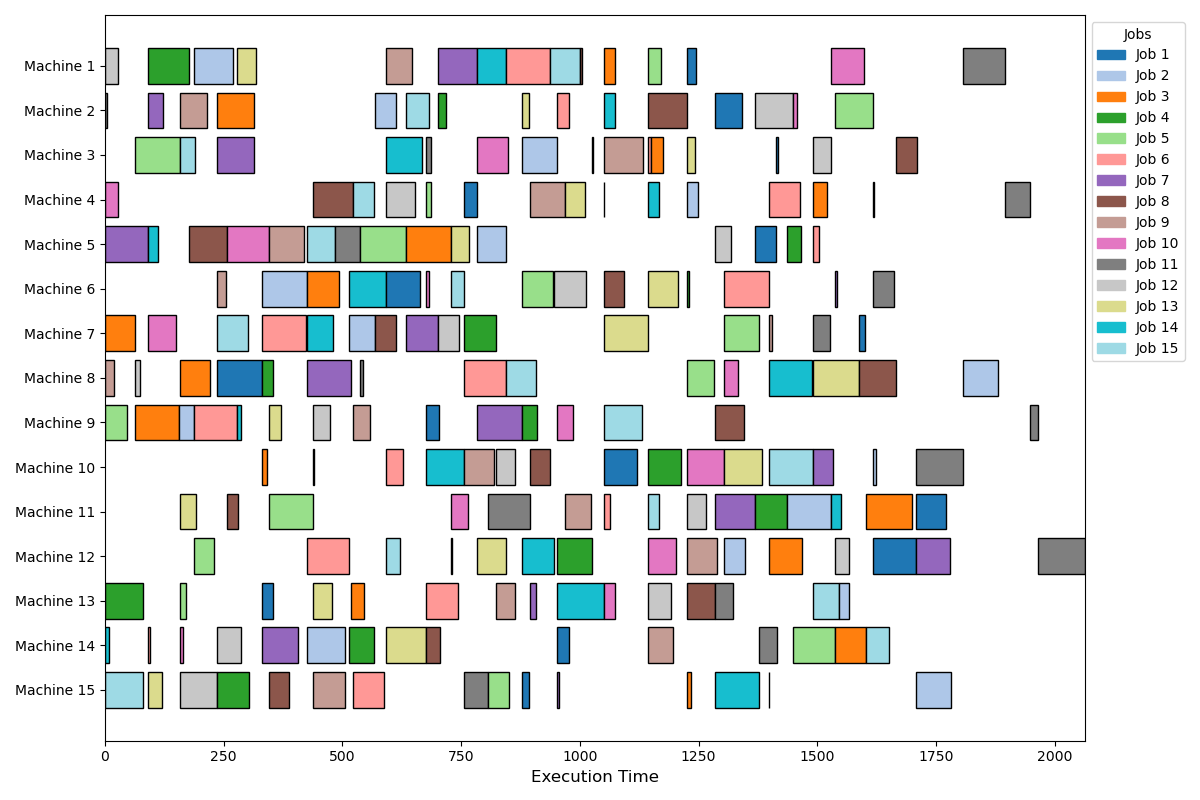 Machine 1
Machine 2
Machine 3
Machine 4
Machine 5
Machine 6
Machine 7
Machine 8
Machine 9
Machine 10
Machine 11
Machine 12
Machine 13
Machine 14
Machine 15
0 250 500 750 1000 1250 1500 1750 2000
Execution Time
Jobs
Job 1
Job 2
Job 3
Job 4
Job 5
Job 6
Job 7
Job 8
Job 9
Job 10
Job 11
Job 12
Job 13
Job 14
Job 15